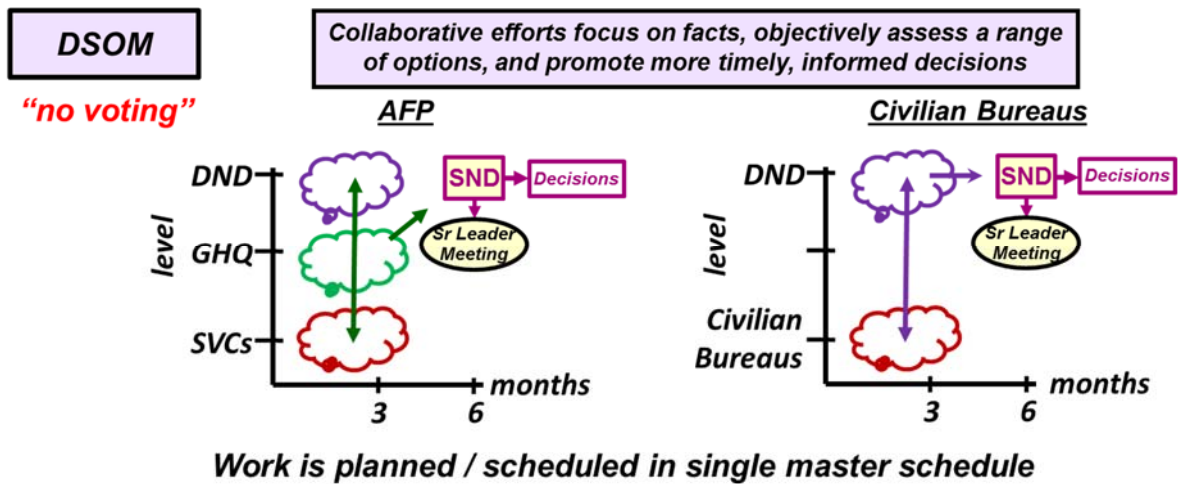 DSOM
Collaborative efforts focus on facts, objectively assess a range
of options, and promote more timely, informed decisions
“no voting”
AFP
Civilian Bureaus
level
DND
GHQ
SVCs
SND
Decisions
Sr Leader
Meeting
3
6
months
level
DND
Civilian
Bureaus
SND
Decisions
Sr Leader
Meeting
3
6
months
Work is planned / scheduled in single master schedule